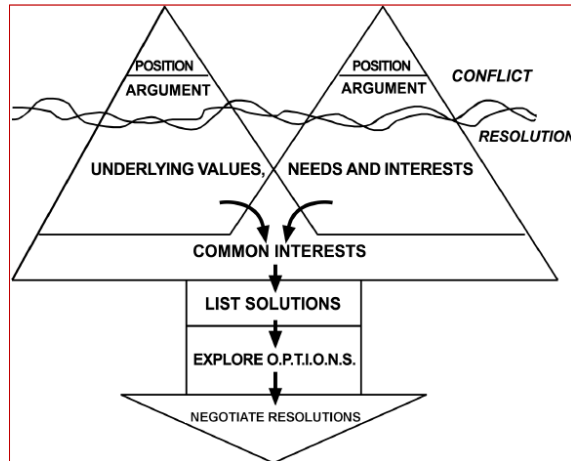 POSITION POSITION
ARGUMENT ARGUMENT
CONFLICT
RESOLUTION
UNDERLYING VALUES, NEEDS AND INTERESTS
COMMON INTERESTS
LIST SOLUTIONS
EXPLORE O.P.T.I.O.N.S.
NEGOTIATE RESOLUTIONS